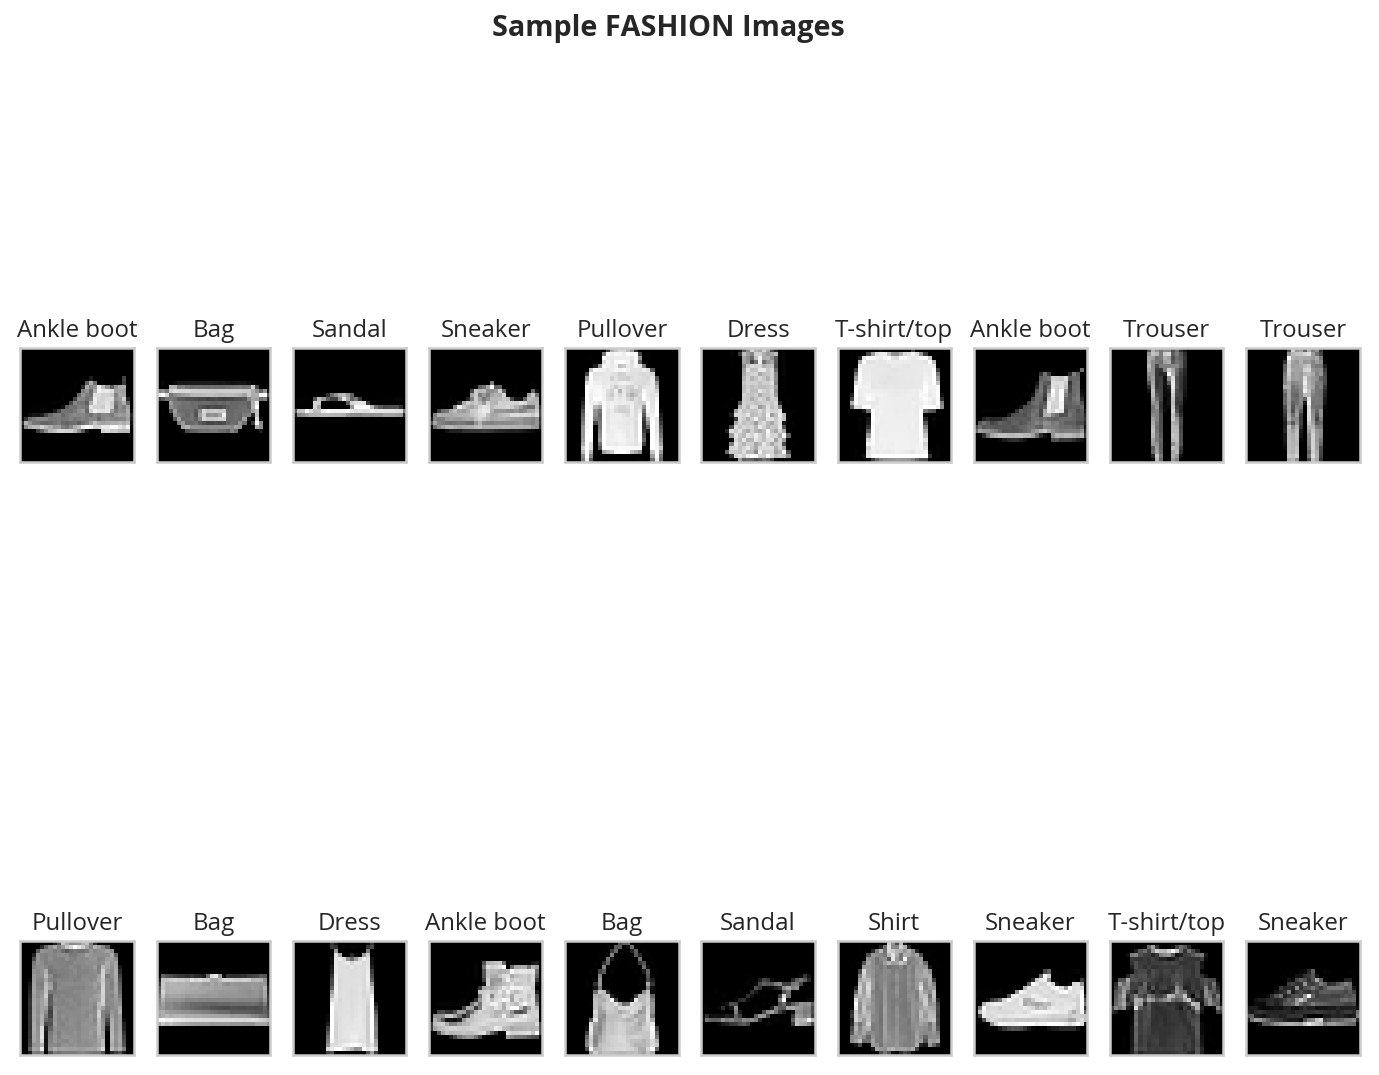 Sample FASHION Images
Ankle boot Bag Sandal Sneaker Pullover Dress T-shirt/top Ankle boot Trouser Trouser
Pullover Bag Dress Ankle boot Bag Sandal Shirt Sneaker T-shirt/top Sneaker